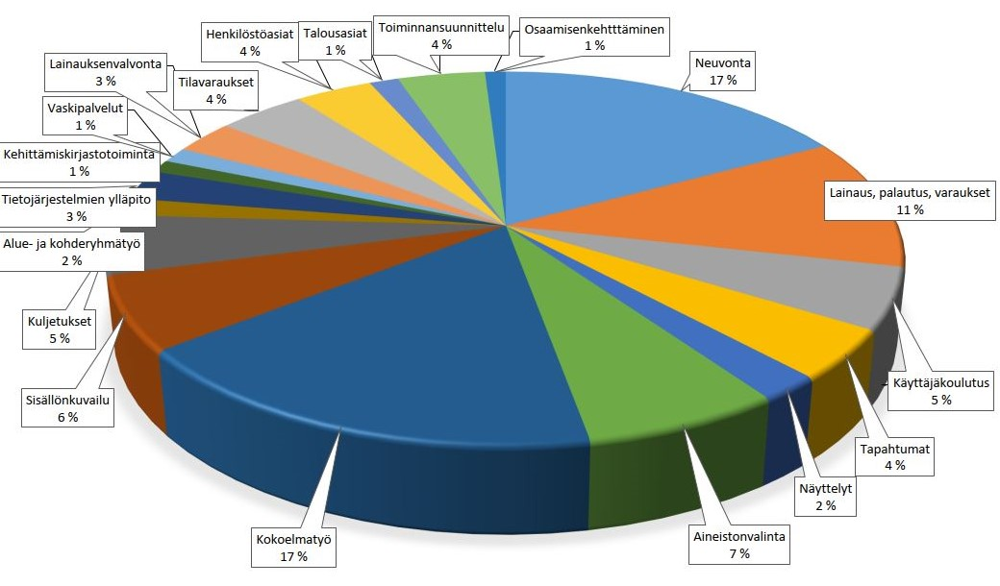 Henkilöstöasiat
4 %
Talousasiat
1 %
Toiminnansuunnittelu
4 %
Osaamisenkehtttäminen
1 %
Neuvonta
17 %
Lainauksenvalvonta
3 %
Tilavaraukset
4 %
Vaskipalvelut
1 %
Kehittämiskirjastotoiminta
1 %
Tietojärjestelmien ylläpito
3 %
Alue- ja kohderyhmätyö
2 %
Kuljetukset
5 %
Sisällönkuvailu
6 %
Kokoelmatyö
17 %
Aineistonvalinta
7 %
Näyttelyt
2 %
Tapahtumat
4 %
Käyttäjäkoulutus
5 %
Lainaus, palautus, varaukset
11 %